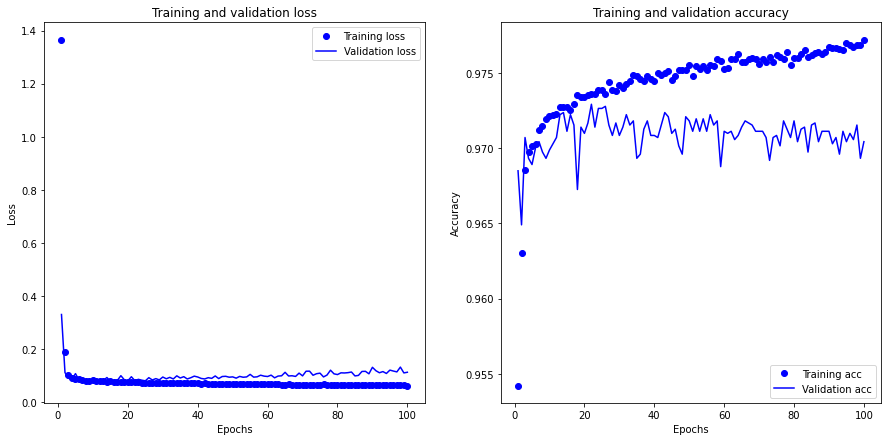 Training and validation loss
1.4
1.2
1.0
0.8
0.6
0.4
0.2
0.0
Loss
0
20
40
60
80
100
Epochs
Training loss
Validation loss
Training and validation accuracy
0.975
0.970
0.965
0.960
0.955
Accuracy
0
20
40
60
80
100
Epochs
Training acc
Validation acc